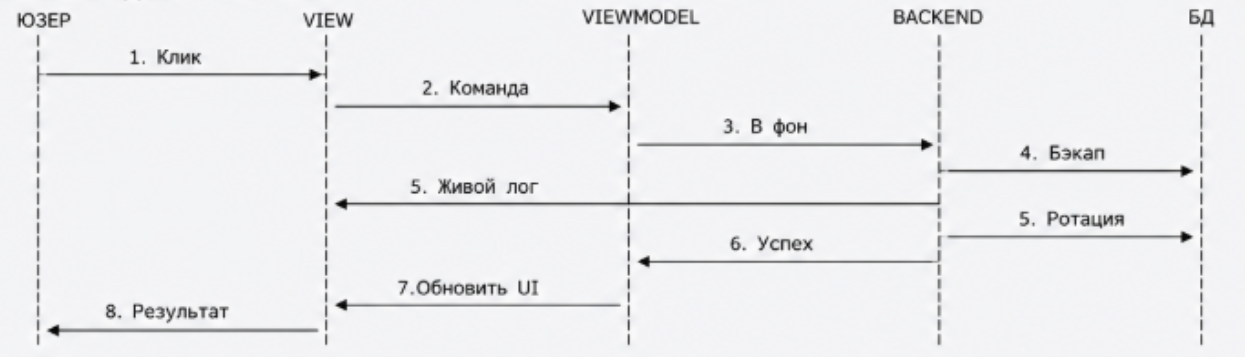 ЮЗЕР VIEW VIEWMODEL BACKEND БД
1. Клик
2. Команда
3. В фон
4. Бэкап
5. Живой лог
5. Ротация
6. Успех
7.Обновить UI
8. Результат